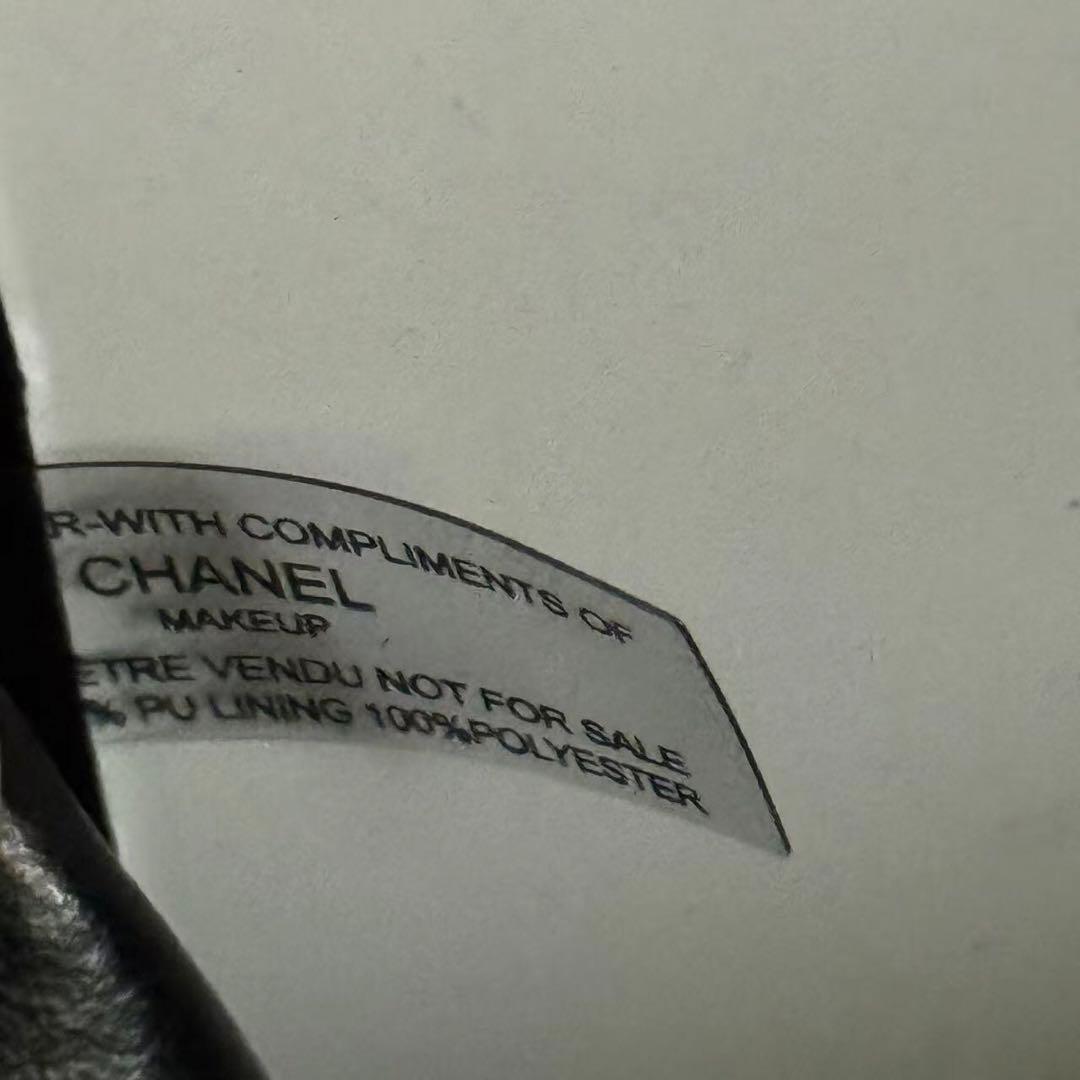 R-WITH COMPLIMENTS OF
CHANEL
MAKEUP
ETRE VENDU NOT FOR SALE
% PU LINING 100%POLYESTER